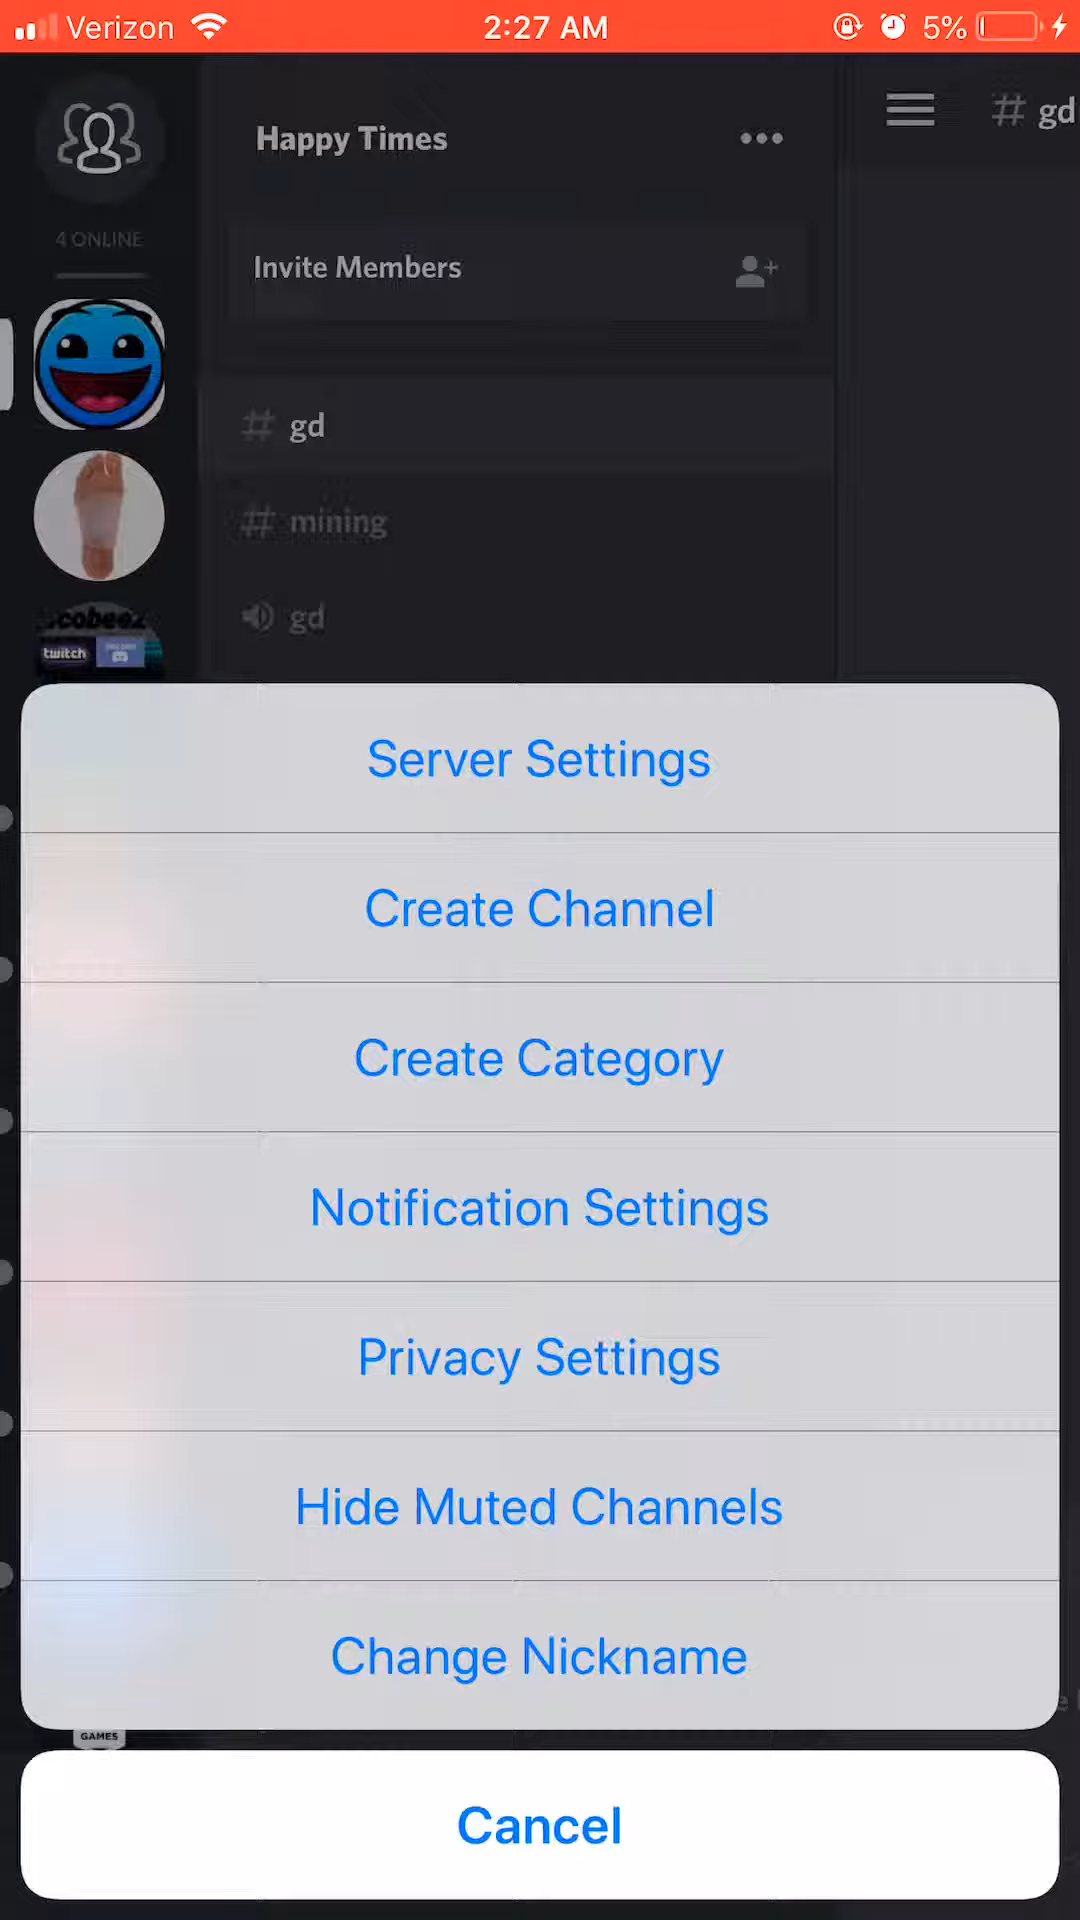 Verizon 2:27 AM 5%
Happy Times
# gd
4 ONLINE
Invite Members
# gd
# mining
gd
cobeez
twitch
Server Settings
Create Channel
Create Category
Notification Settings
Privacy Settings
Hide Muted Channels
Change Nickname
GAMES
Cancel